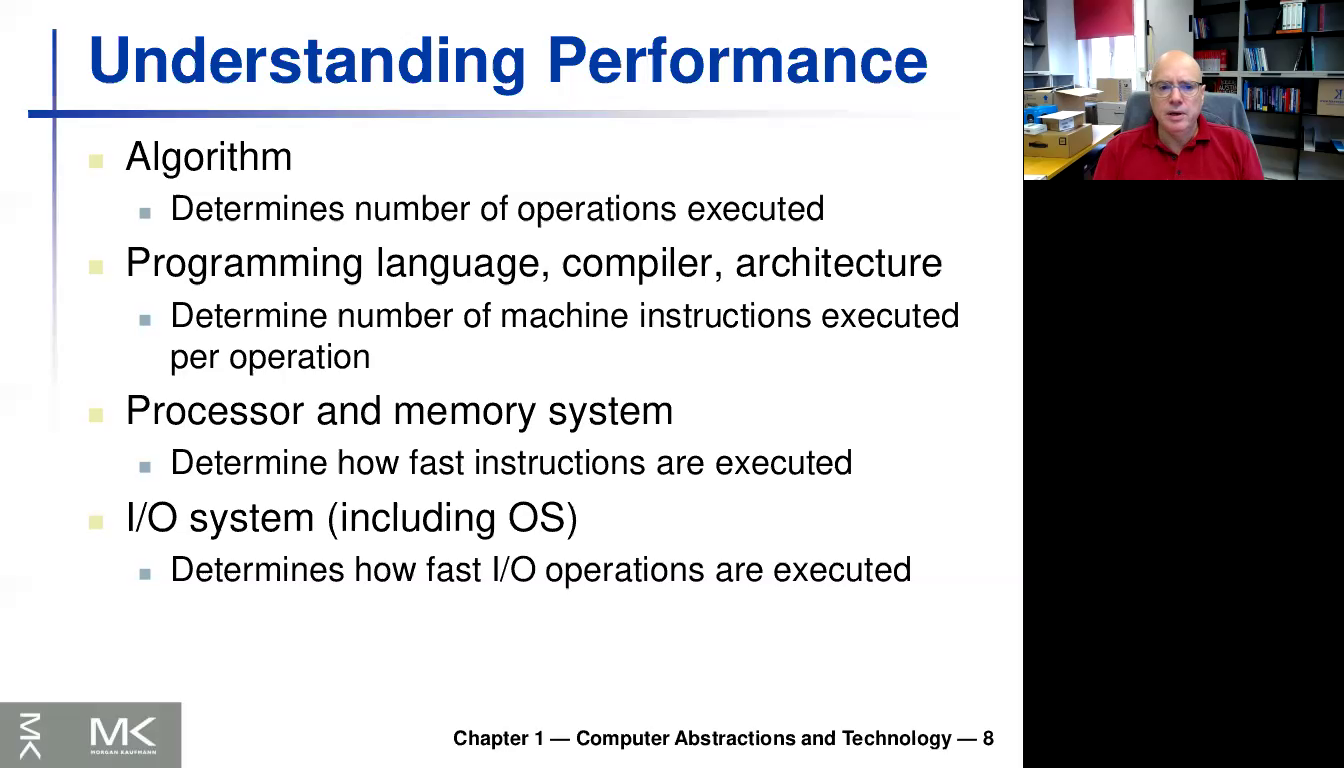 Understanding Performance
Algorithm
Determines number of operations executed
Programming language, compiler, architecture
Determine number of machine instructions executed
per operation
Processor and memory system
Determine how fast instructions are executed
I/O system (including OS)
Determines how fast I/O operations are executed
MK
MK
MORGAN KAUFMANN
Chapter 1 — Computer Abstractions and Technology — 8